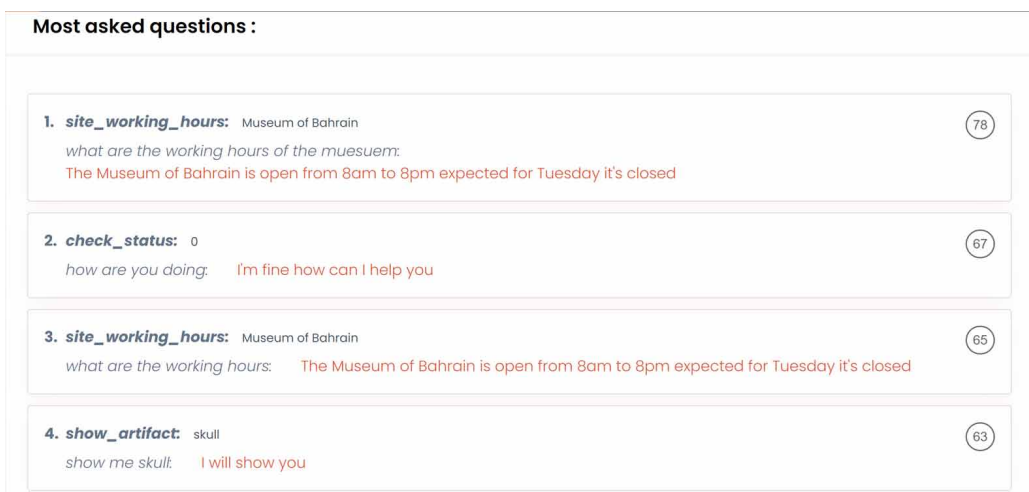 Most asked questions :
1. site_working_hours: Museum of Bahrain 78
what are the working hours of the muesuem:
The Museum of Bahrain is open from 8am to 8pm expected for Tuesday it's closed
2. check_status: 0 67
how are you doing: I'm fine how can I help you
3. site_working_hours: Museum of Bahrain 65
what are the working hours: The Museum of Bahrain is open from 8am to 8pm expected for Tuesday it's closed
4. show_artifact: skull 63
show me skull: I will show you